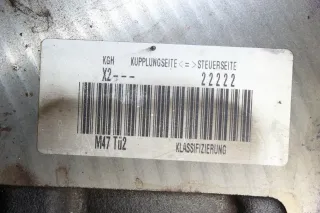 KGH KUPPLUNGSEITE <=> STEUERSEITE
X2--- 22222
M47 Tü2 KLASSIFIZIERUNG